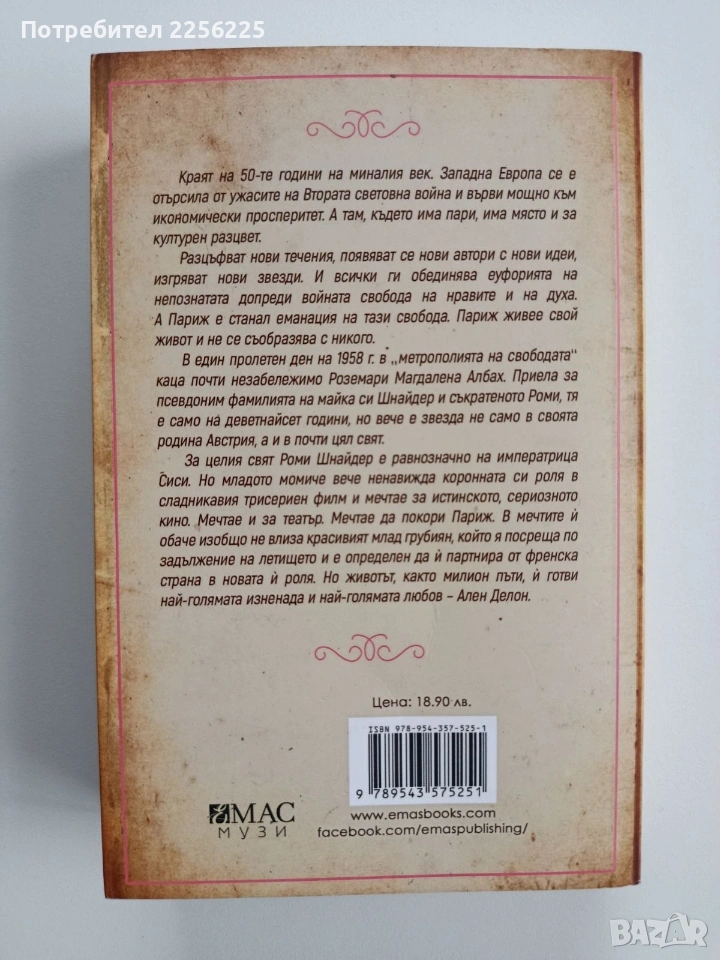 Потребител 2256225
Краят на 50-те години на миналия век. Западна Европа се е
отърсила от ужасите на Втората световна война и върви мощно към
икономически просперитет. А там, където има пари, има място и за
културен разцвет.
Разцъфват нови течения, появяват се нови автори с нови идеи,
изгряват нови звезди. И всички ги обединява еуфорията на
непознатата допреди войната свобода на нравите и на духа.
А Париж е станал еманация на тази свобода. Париж живее свой
живот и не се съобразява с никого.
В един пролетен ден на 1958 г. в „метрополията на свободата“
каца почти незабележимо Роземари Магдалена Албах. Приела за
псевдоним фамилията на майка си Шнайдер и съкратеното Роми, тя
е само на деветнайсет години, но вече е звезда не само в своята
родина Австрия, а и в почти цял свят.
За целия свят Роми Шнайдер е равнозначно на императрица
Сиси. Но младото момиче вече ненавижда коронната си роля в
сладникавия трисериен филм и мечтае за истинското, сериозното
кино. Мечтае и за театър. Мечтае да покори Париж. В мечтите ѝ
обаче изобщо не влиза красивият млад грубиян, който я посреща по
задължение на летището и е определен да ѝ партнира от френска
страна в новата ѝ роля. Но животът, както милион пъти, ѝ готви
най-голямата изненада и най-голямата любов – Ален Делон.
Цена: 18.90 лв.
ISBN 978-954-357-525-1
9 789543 575251
ЕМАС
МУЗИ
www.emasbooks.com
facebook.com/emaspublishing/
BAZAR